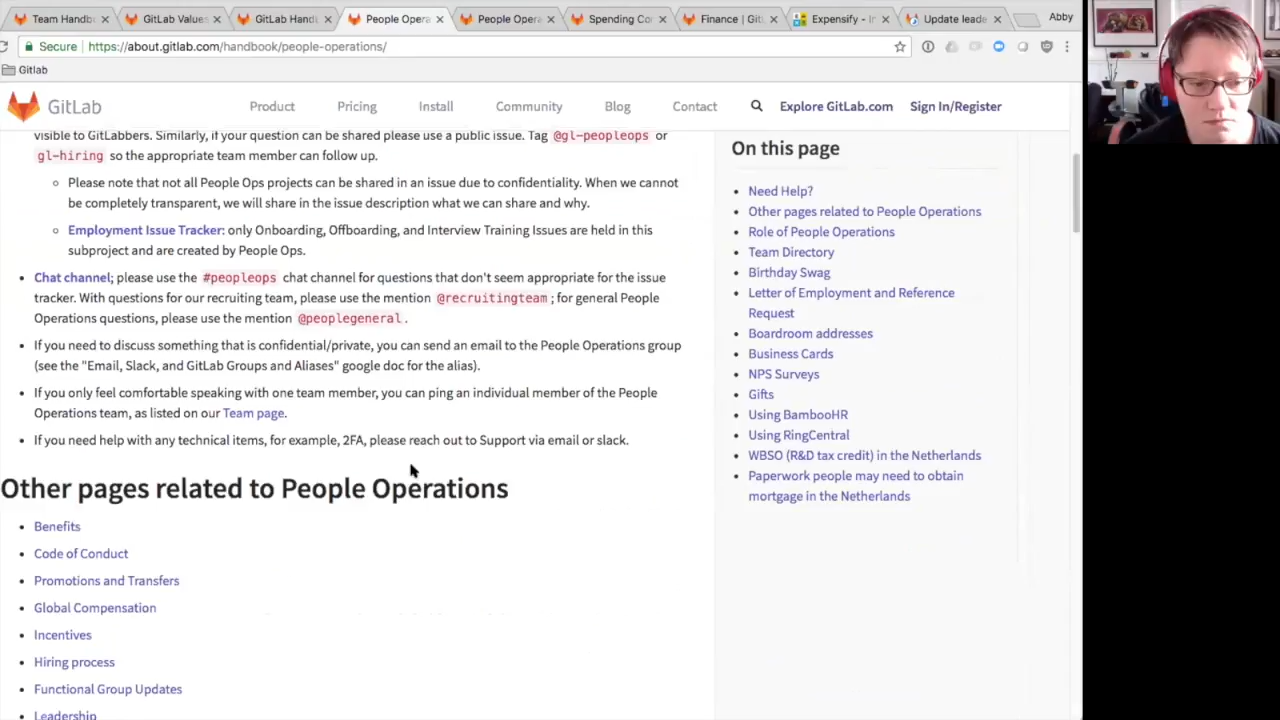 Team Handbo
GitLab Values
GitLab Handb
People Opera
People Opera
Spending Co
Finance | Git
Expensify - In
Update leade
Abby
Secure
https://about.gitlab.com/handbook/people-operations/
Gitlab
GitLab
Product
Pricing
Install
Community
Blog
Contact
Explore GitLab.com
Sign In/Register
visible to GitLabbers. Similarly, if your question can be shared please use a public issue. Tag @gl-peopleops or
gl-hiring so the appropriate team member can follow up.
Please note that not all People Ops projects can be shared in an issue due to confidentiality. When we cannot
be completely transparent, we will share in the issue description what we can share and why.
Employment Issue Tracker: only Onboarding, Offboarding, and Interview Training Issues are held in this
subproject and are created by People Ops.
Chat channel; please use the #peopleops chat channel for questions that don't seem appropriate for the issue
tracker. With questions for our recruiting team, please use the mention @recruitingteam; for general People
Operations questions, please use the mention @peoplegeneral.
If you need to discuss something that is confidential/private, you can send an email to the People Operations group
(see the "Email, Slack, and GitLab Groups and Aliases" google doc for the alias).
If you only feel comfortable speaking with one team member, you can ping an individual member of the People
Operations team, as listed on our Team page.
If you need help with any technical items, for example, 2FA, please reach out to Support via email or slack.
Other pages related to People Operations
Benefits
Code of Conduct
Promotions and Transfers
Global Compensation
Incentives
Hiring process
Functional Group Updates
Leadership
On this page
Need Help?
Other pages related to People Operations
Role of People Operations
Team Directory
Birthday Swag
Letter of Employment and Reference
Request
Boardroom addresses
Business Cards
NPS Surveys
Gifts
Using BambooHR
Using RingCentral
WBSO (R&D tax credit) in the Netherlands
Paperwork people may need to obtain
mortgage in the Netherlands